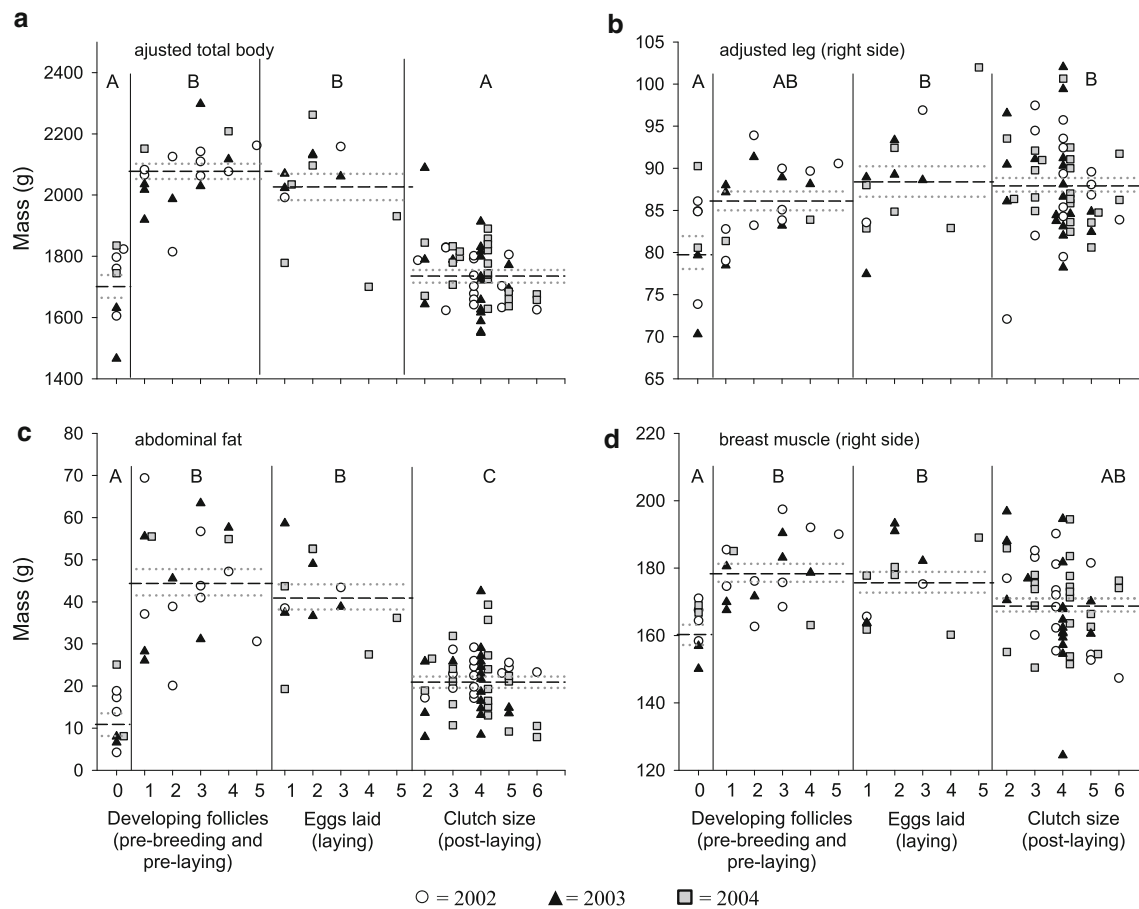 a
ajusted total body
A B B A
2400
2200
2000
1800
1600
1400
Mass (g)
b
adjusted leg (right side)
A AB B B
105
100
95
90
85
80
75
70
65
c
abdominal fat
A B B C
80
70
60
50
40
30
20
10
0
Mass (g)
0 1 2 3 4 5 1 2 3 4 5 2 3 4 5 6
Developing follicles
(pre-breeding and
pre-laying)
Eggs laid
(laying)
Clutch size
(post-laying)
d
breast muscle (right side)
A B B AB
220
200
180
160
140
120
0 1 2 3 4 5 1 2 3 4 5 2 3 4 5 6
Developing follicles
(pre-breeding and
pre-laying)
Eggs laid
(laying)
Clutch size
(post-laying)
= 2002 = 2003 = 2004